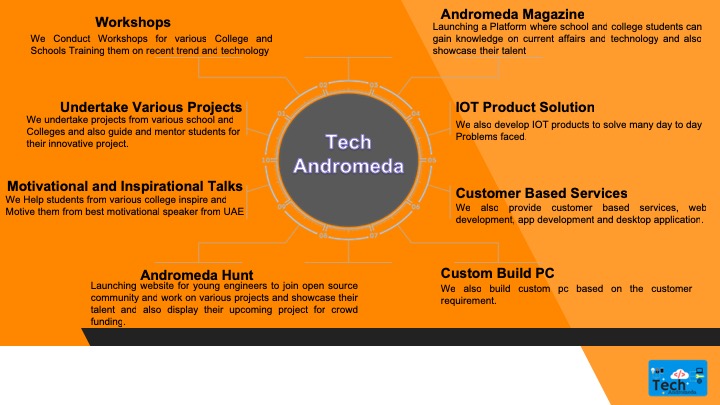 Workshops
We Conduct Workshops for various College and
Schools Training them on recent trend and technology
Andromeda Magazine
Launching a Platform where school and college students can
gain knowledge on current affairs and technology and also
showcase their talent
Undertake Various Projects
We undertake projects from various school and
Colleges and also guide and mentor students for
their innovative project.
IOT Product Solution
We also develop IOT products to solve many day to day
Problems faced.
Tech
Andromeda
Motivational and Inspirational Talks
We Help students from various college inspire and
Motive them from best motivational speaker from UAE
Customer Based Services
We also provide customer based services, web
development, app development and desktop application.
Andromeda Hunt
Launching website for young engineers to join open source
community and work on various projects and showcase their
talent and also display their upcoming project for crowd
funding.
Custom Build PC
We also build custom pc based on the customer
requirement.
Tech
Andromeda